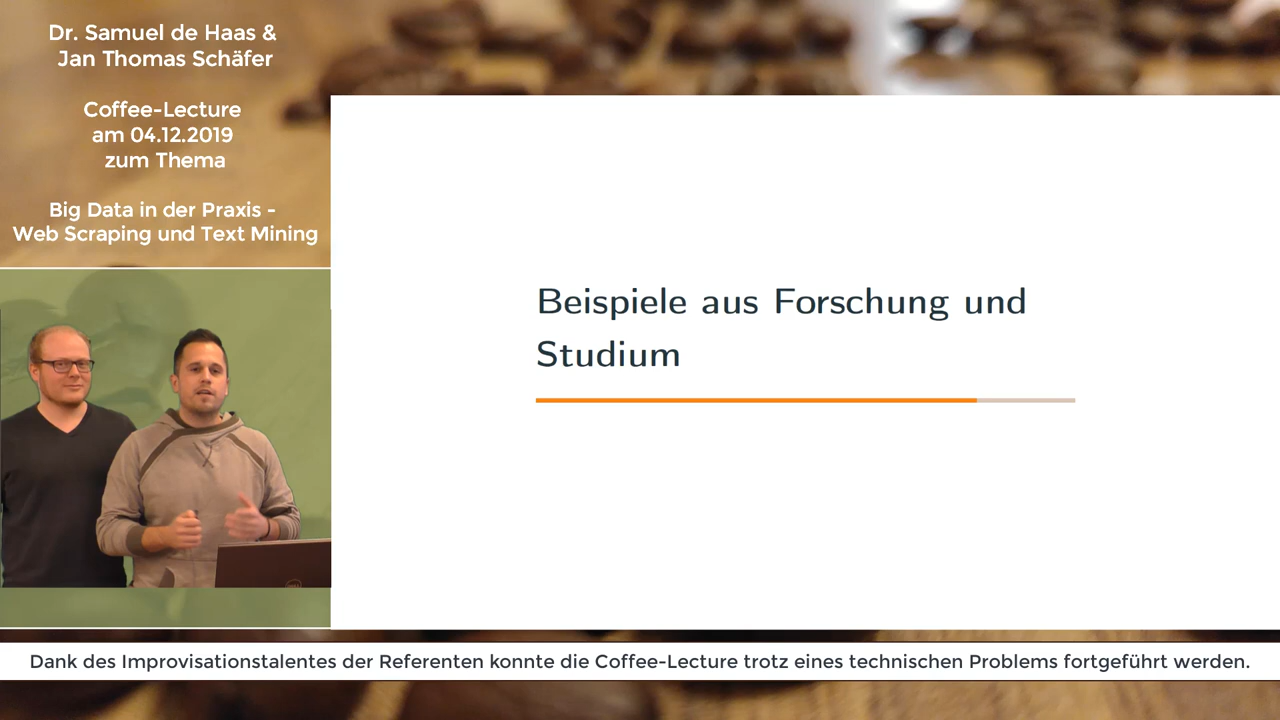 Dr. Samuel de Haas &
Jan Thomas Schäfer
Coffee-Lecture
am 04.12.2019
zum Thema
Big Data in der Praxis -
Web Scraping und Text Mining
Beispiele aus Forschung und
Studium
Dank des Improvisationstalentes der Referenten konnte die Coffee-Lecture trotz eines technischen Problems fortgeführt werden.